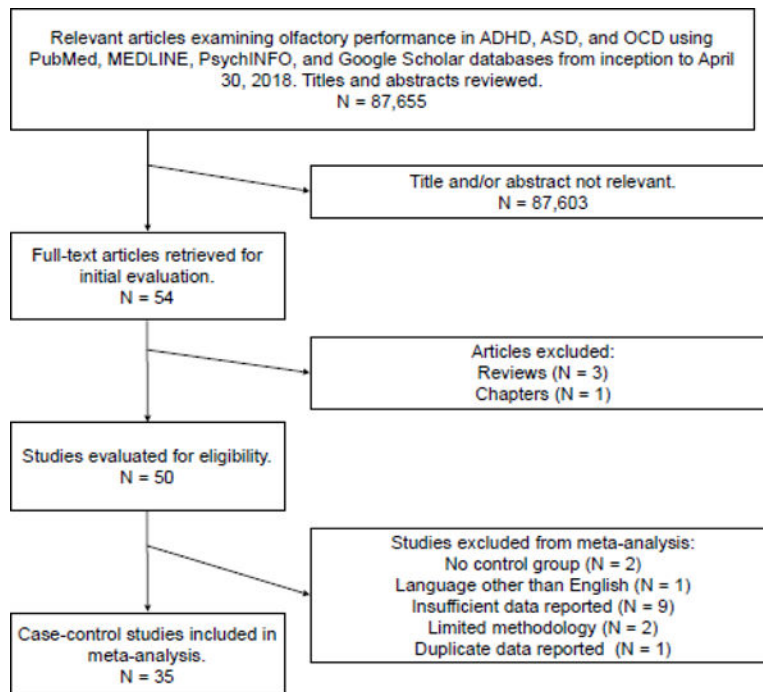 Relevant articles examining olfactory performance in ADHD, ASD, and OCD using
PubMed, MEDLINE, PsychINFO, and Google Scholar databases from inception to April
30, 2018. Titles and abstracts reviewed.
N = 87,655
Title and/or abstract not relevant.
N = 87,603
Full-text articles retrieved for
initial evaluation.
N = 54
Articles excluded:
Reviews (N = 3)
Chapters (N = 1)
Studies evaluated for eligibility.
N = 50
Studies excluded from meta-analysis:
No control group (N = 2)
Language other than English (N = 1)
Insufficient data reported (N = 9)
Limited methodology (N = 2)
Duplicate data reported (N = 1)
Case-control studies included in
meta-analysis.
N = 35